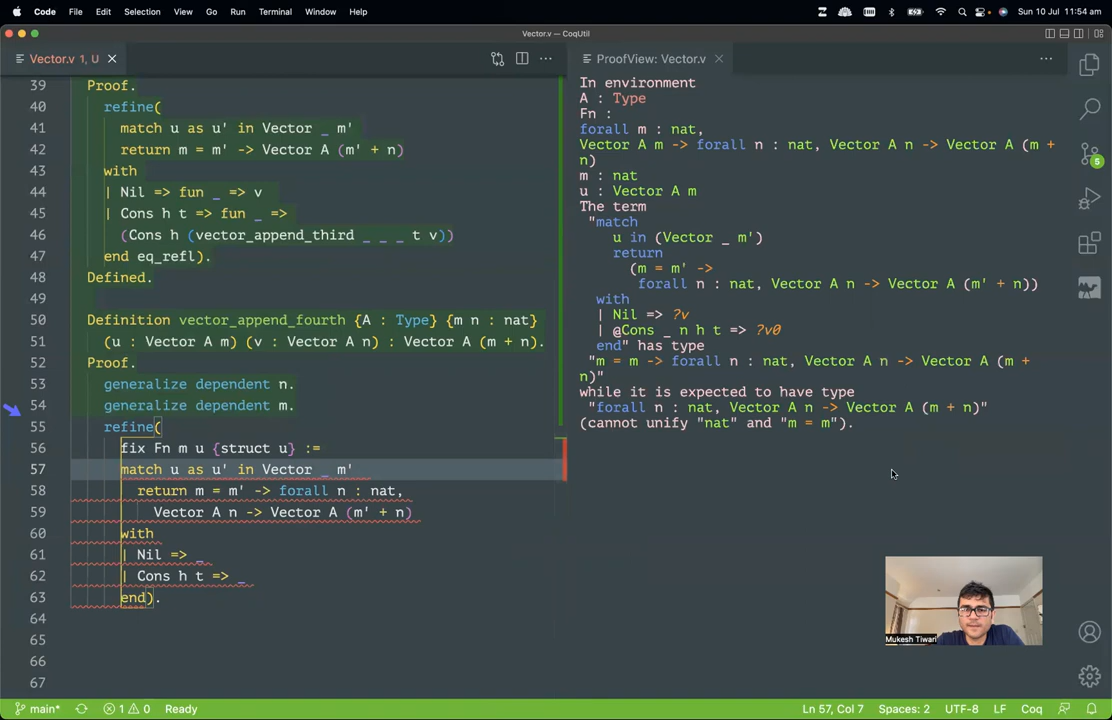 Code File Edit Selection View Go Run Terminal Window Help Sun 10 Jul 11:54 am
Vector.v — CoqUtil
Vector.v 1, U
ProofView: Vector.v
39 Proof.
40 refine(
41 match u as u' in Vector _ m'
42 return m = m' -> Vector A (m' + n)
43 with
44 | Nil => fun _ => v
45 | Cons h t => fun _ =>
46 (Cons h (vector_append_third _ _ _ t v))
47 end eq_refl).
48 Defined.
49
50 Definition vector_append_fourth {A : Type} {m n : nat}
51 (u : Vector A m) (v : Vector A n) : Vector A (m + n).
52 Proof.
53 generalize dependent n.
54 generalize dependent m.
55 refine(
56 fix Fn m u {struct u} :=
57 match u as u' in Vector _ m'
58 return m = m' -> forall n : nat,
59 Vector A n -> Vector A (m' + n)
60 with
61 | Nil => _
62 | Cons h t => _
63 end).
64
65
66
67
In environment
A : Type
Fn :
forall m : nat,
Vector A m -> forall n : nat, Vector A n -> Vector A (m +
n)
m : nat
u : Vector A m
The term
"match
u in (Vector _ m')
return
(m = m' ->
forall n : nat, Vector A n -> Vector A (m' + n))
with
| Nil => ?v
| @Cons _ n h t => ?v0
end" has type
"m = m -> forall n : nat, Vector A n -> Vector A (m +
n)"
while it is expected to have type
"forall n : nat, Vector A n -> Vector A (m + n)"
(cannot unify "nat" and "m = m").
5
Mukesh Tiwari
main* 1 0 Ready Ln 57, Col 7 Spaces: 2 UTF-8 LF Coq